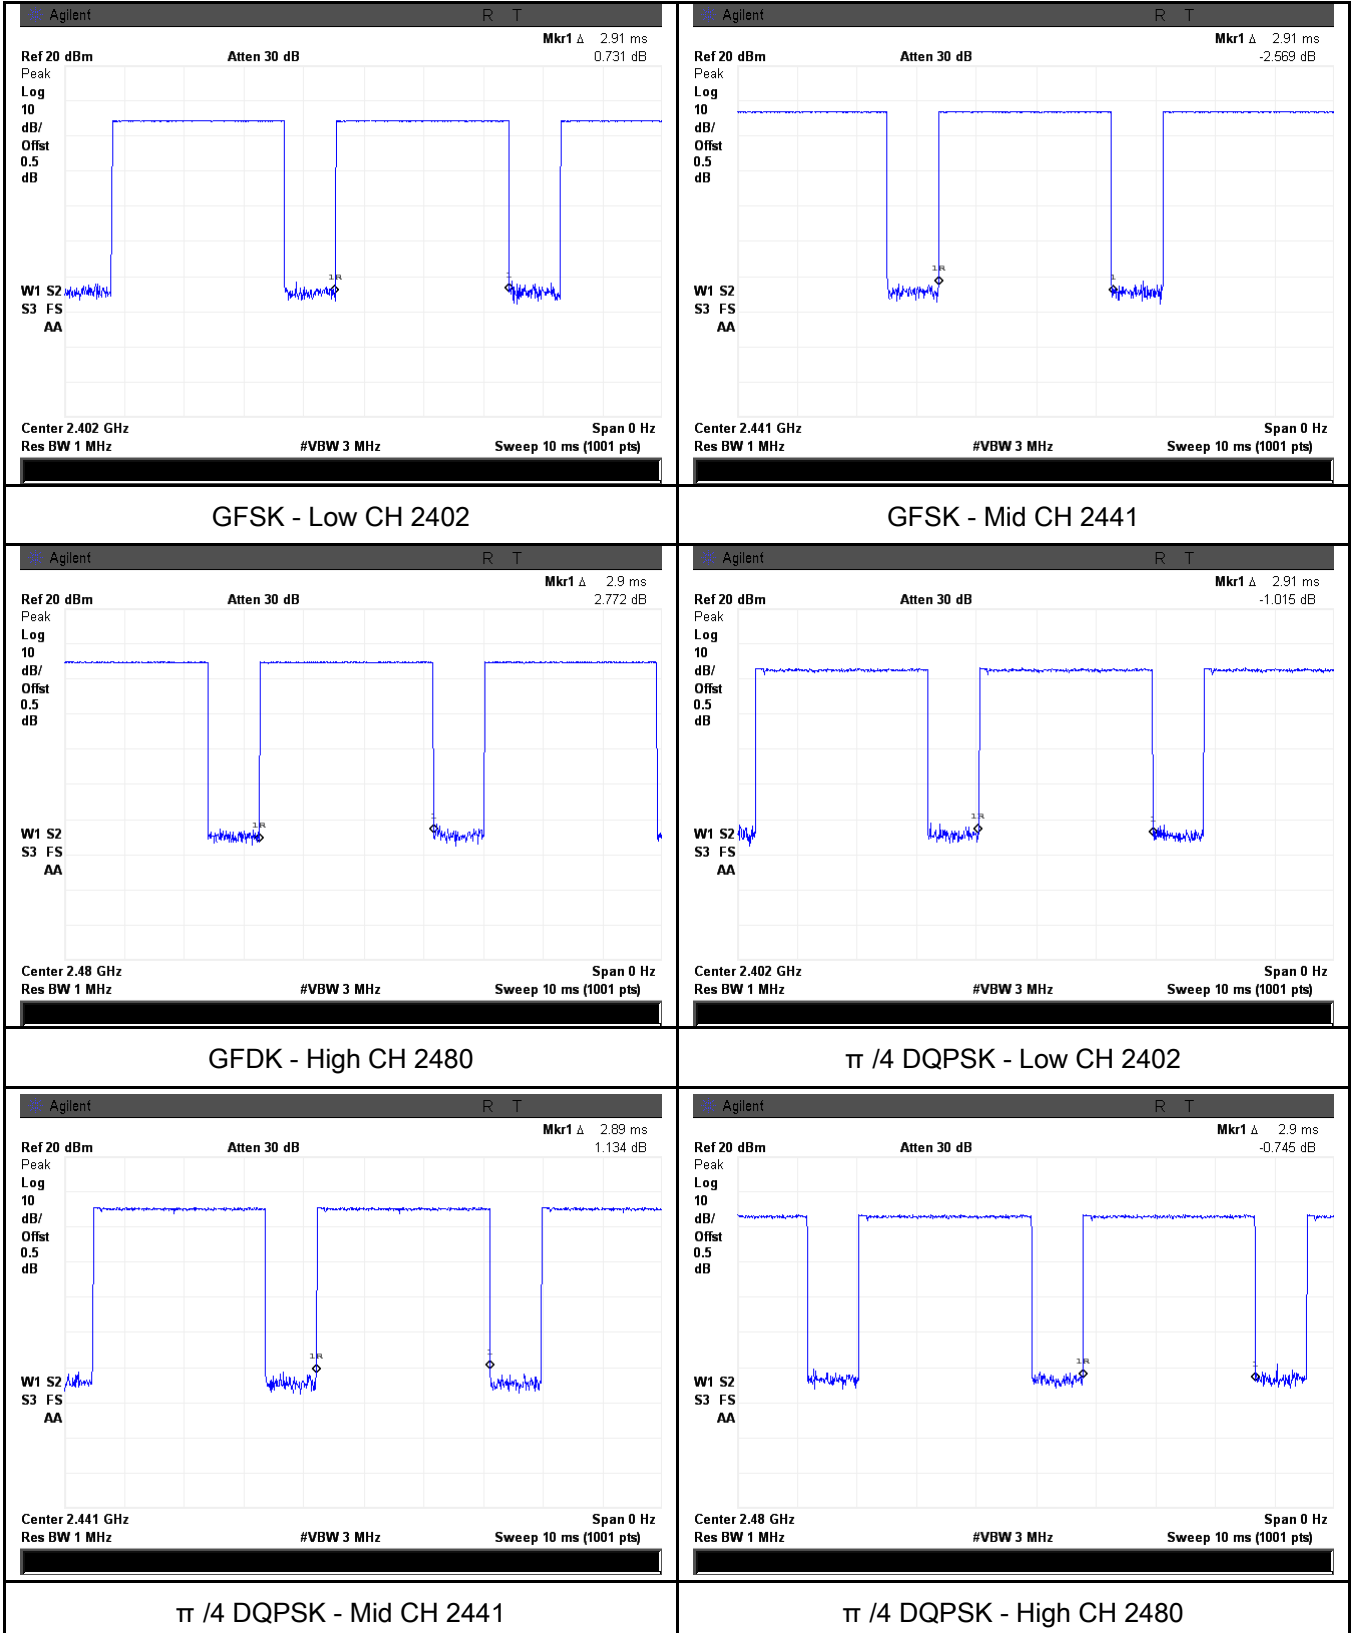 Agilent R T
Mkr1 Δ 2.91 ms
Ref 20 dBm Atten 30 dB 0.731 dB
Peak
Log
10
dB/
Offst
0.5
dB
1R 1
W1 S2
S3 FS
AA
Center 2.402 GHz Span 0 Hz
Res BW 1 MHz #VBW 3 MHz Sweep 10 ms (1001 pts)
GFSK - Low CH 2402
Agilent R T
Mkr1 Δ 2.91 ms
Ref 20 dBm Atten 30 dB -2.569 dB
Peak
Log
10
dB/
Offst
0.5
dB
1R 1
W1 S2
S3 FS
AA
Center 2.441 GHz Span 0 Hz
Res BW 1 MHz #VBW 3 MHz Sweep 10 ms (1001 pts)
GFSK - Mid CH 2441
Agilent R T
Mkr1 Δ 2.9 ms
Ref 20 dBm Atten 30 dB 2.772 dB
Peak
Log
10
dB/
Offst
0.5
dB
1R 1
W1 S2
S3 FS
AA
Center 2.48 GHz Span 0 Hz
Res BW 1 MHz #VBW 3 MHz Sweep 10 ms (1001 pts)
GFDK - High CH 2480
Agilent R T
Mkr1 Δ 2.91 ms
Ref 20 dBm Atten 30 dB -1.015 dB
Peak
Log
10
dB/
Offst
0.5
dB
1R 1
W1 S2
S3 FS
AA
Center 2.402 GHz Span 0 Hz
Res BW 1 MHz #VBW 3 MHz Sweep 10 ms (1001 pts)
π /4 DQPSK - Low CH 2402
Agilent R T
Mkr1 Δ 2.89 ms
Ref 20 dBm Atten 30 dB 1.134 dB
Peak
Log
10
dB/
Offst
0.5
dB
1R 1
W1 S2
S3 FS
AA
Center 2.441 GHz Span 0 Hz
Res BW 1 MHz #VBW 3 MHz Sweep 10 ms (1001 pts)
π /4 DQPSK - Mid CH 2441
Agilent R T
Mkr1 Δ 2.9 ms
Ref 20 dBm Atten 30 dB -0.745 dB
Peak
Log
10
dB/
Offst
0.5
dB
1R 1
W1 S2
S3 FS
AA
Center 2.48 GHz Span 0 Hz
Res BW 1 MHz #VBW 3 MHz Sweep 10 ms (1001 pts)
π /4 DQPSK - High CH 2480